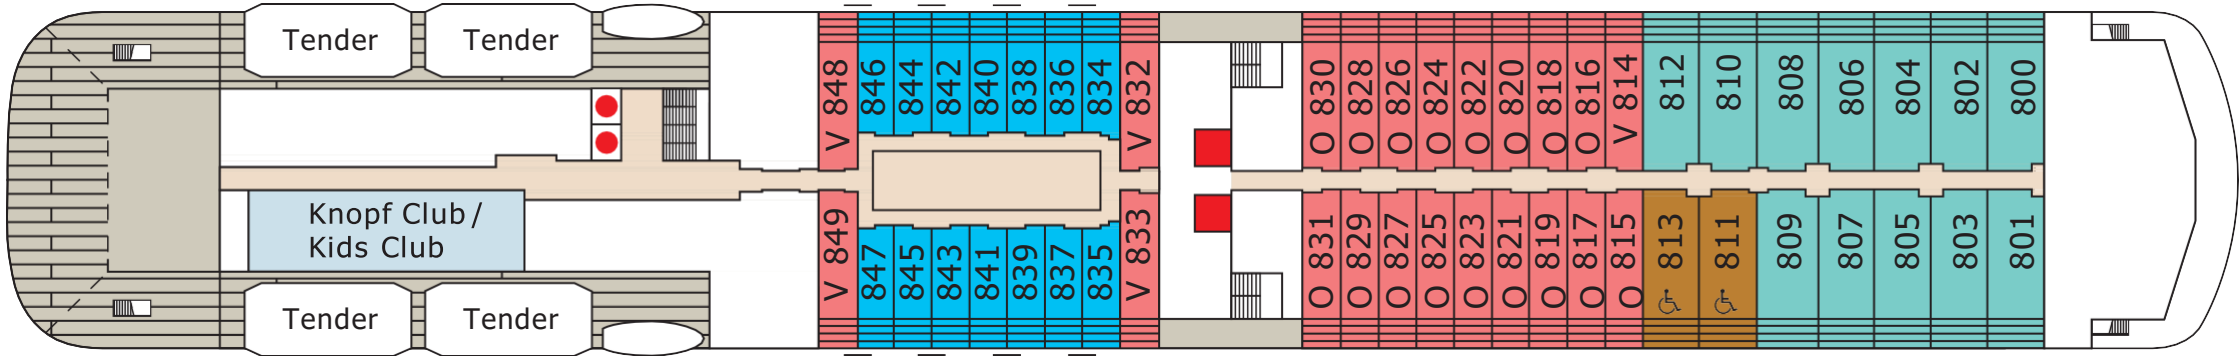 Tender
Tender
V 848
846
844
842
840
838
836
834
V 832
O 830
O 828
O 826
O 824
O 822
O 820
O 818
O 816
V 814
812
810
808
806
804
802
800
Knopf Club /
Kids Club
V 849
847
845
843
841
839
837
835
V 833
O 831
O 829
O 827
O 825
O 823
O 821
O 819
O 817
O 815
813
811
809
807
805
803
801
Tender
Tender